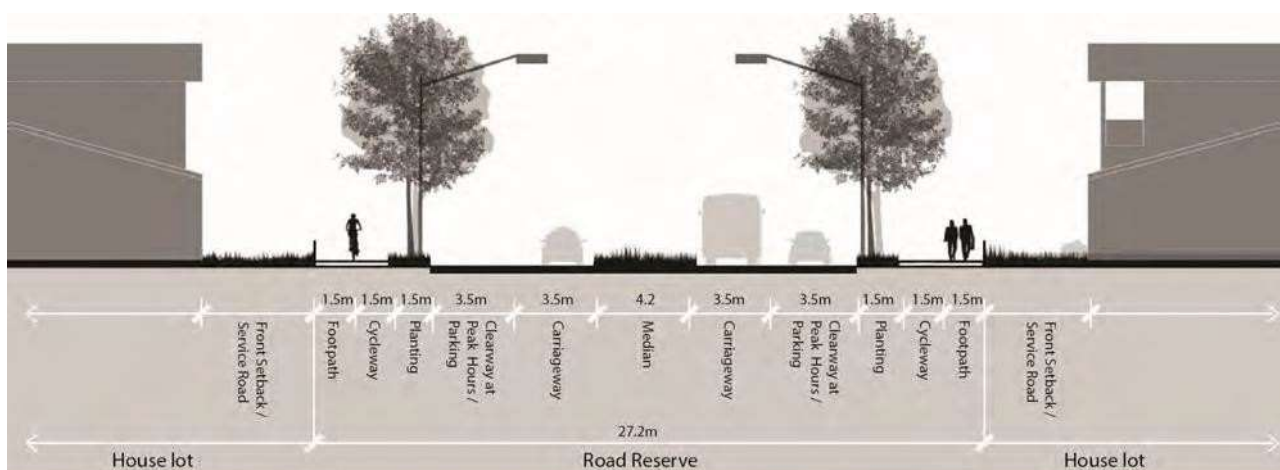 1.5m 1.5m 1.5m 3.5m 3.5m 4.2 3.5m 3.5m 1.5m 1.5m 1.5m
Front Setback /
Service Road
Footpath
Cycleway
Planting
Clearway at
Peak Hours /
Parking
Carriageway
Median
Carriageway
Clearway at
Peak Hours /
Parking
Planting
Cycleway
Footpath
Front Setback /
Service Road
27.2m
House lot Road Reserve House lot